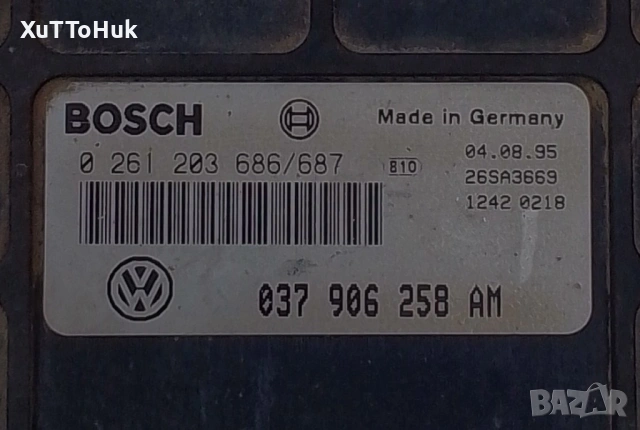 XuTToHuk
BOSCH
Made in Germany
0 261 203 686/687
810
04.08.95
26SA3669
1242 0218
037 906 258 AM
BAZAR